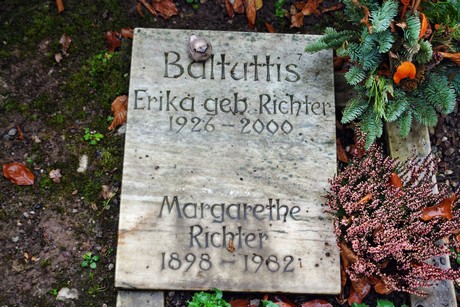 Baltuttis
Erika geb. Richter
1926 - 2000
Margarethe
Richter
1898 - 1982